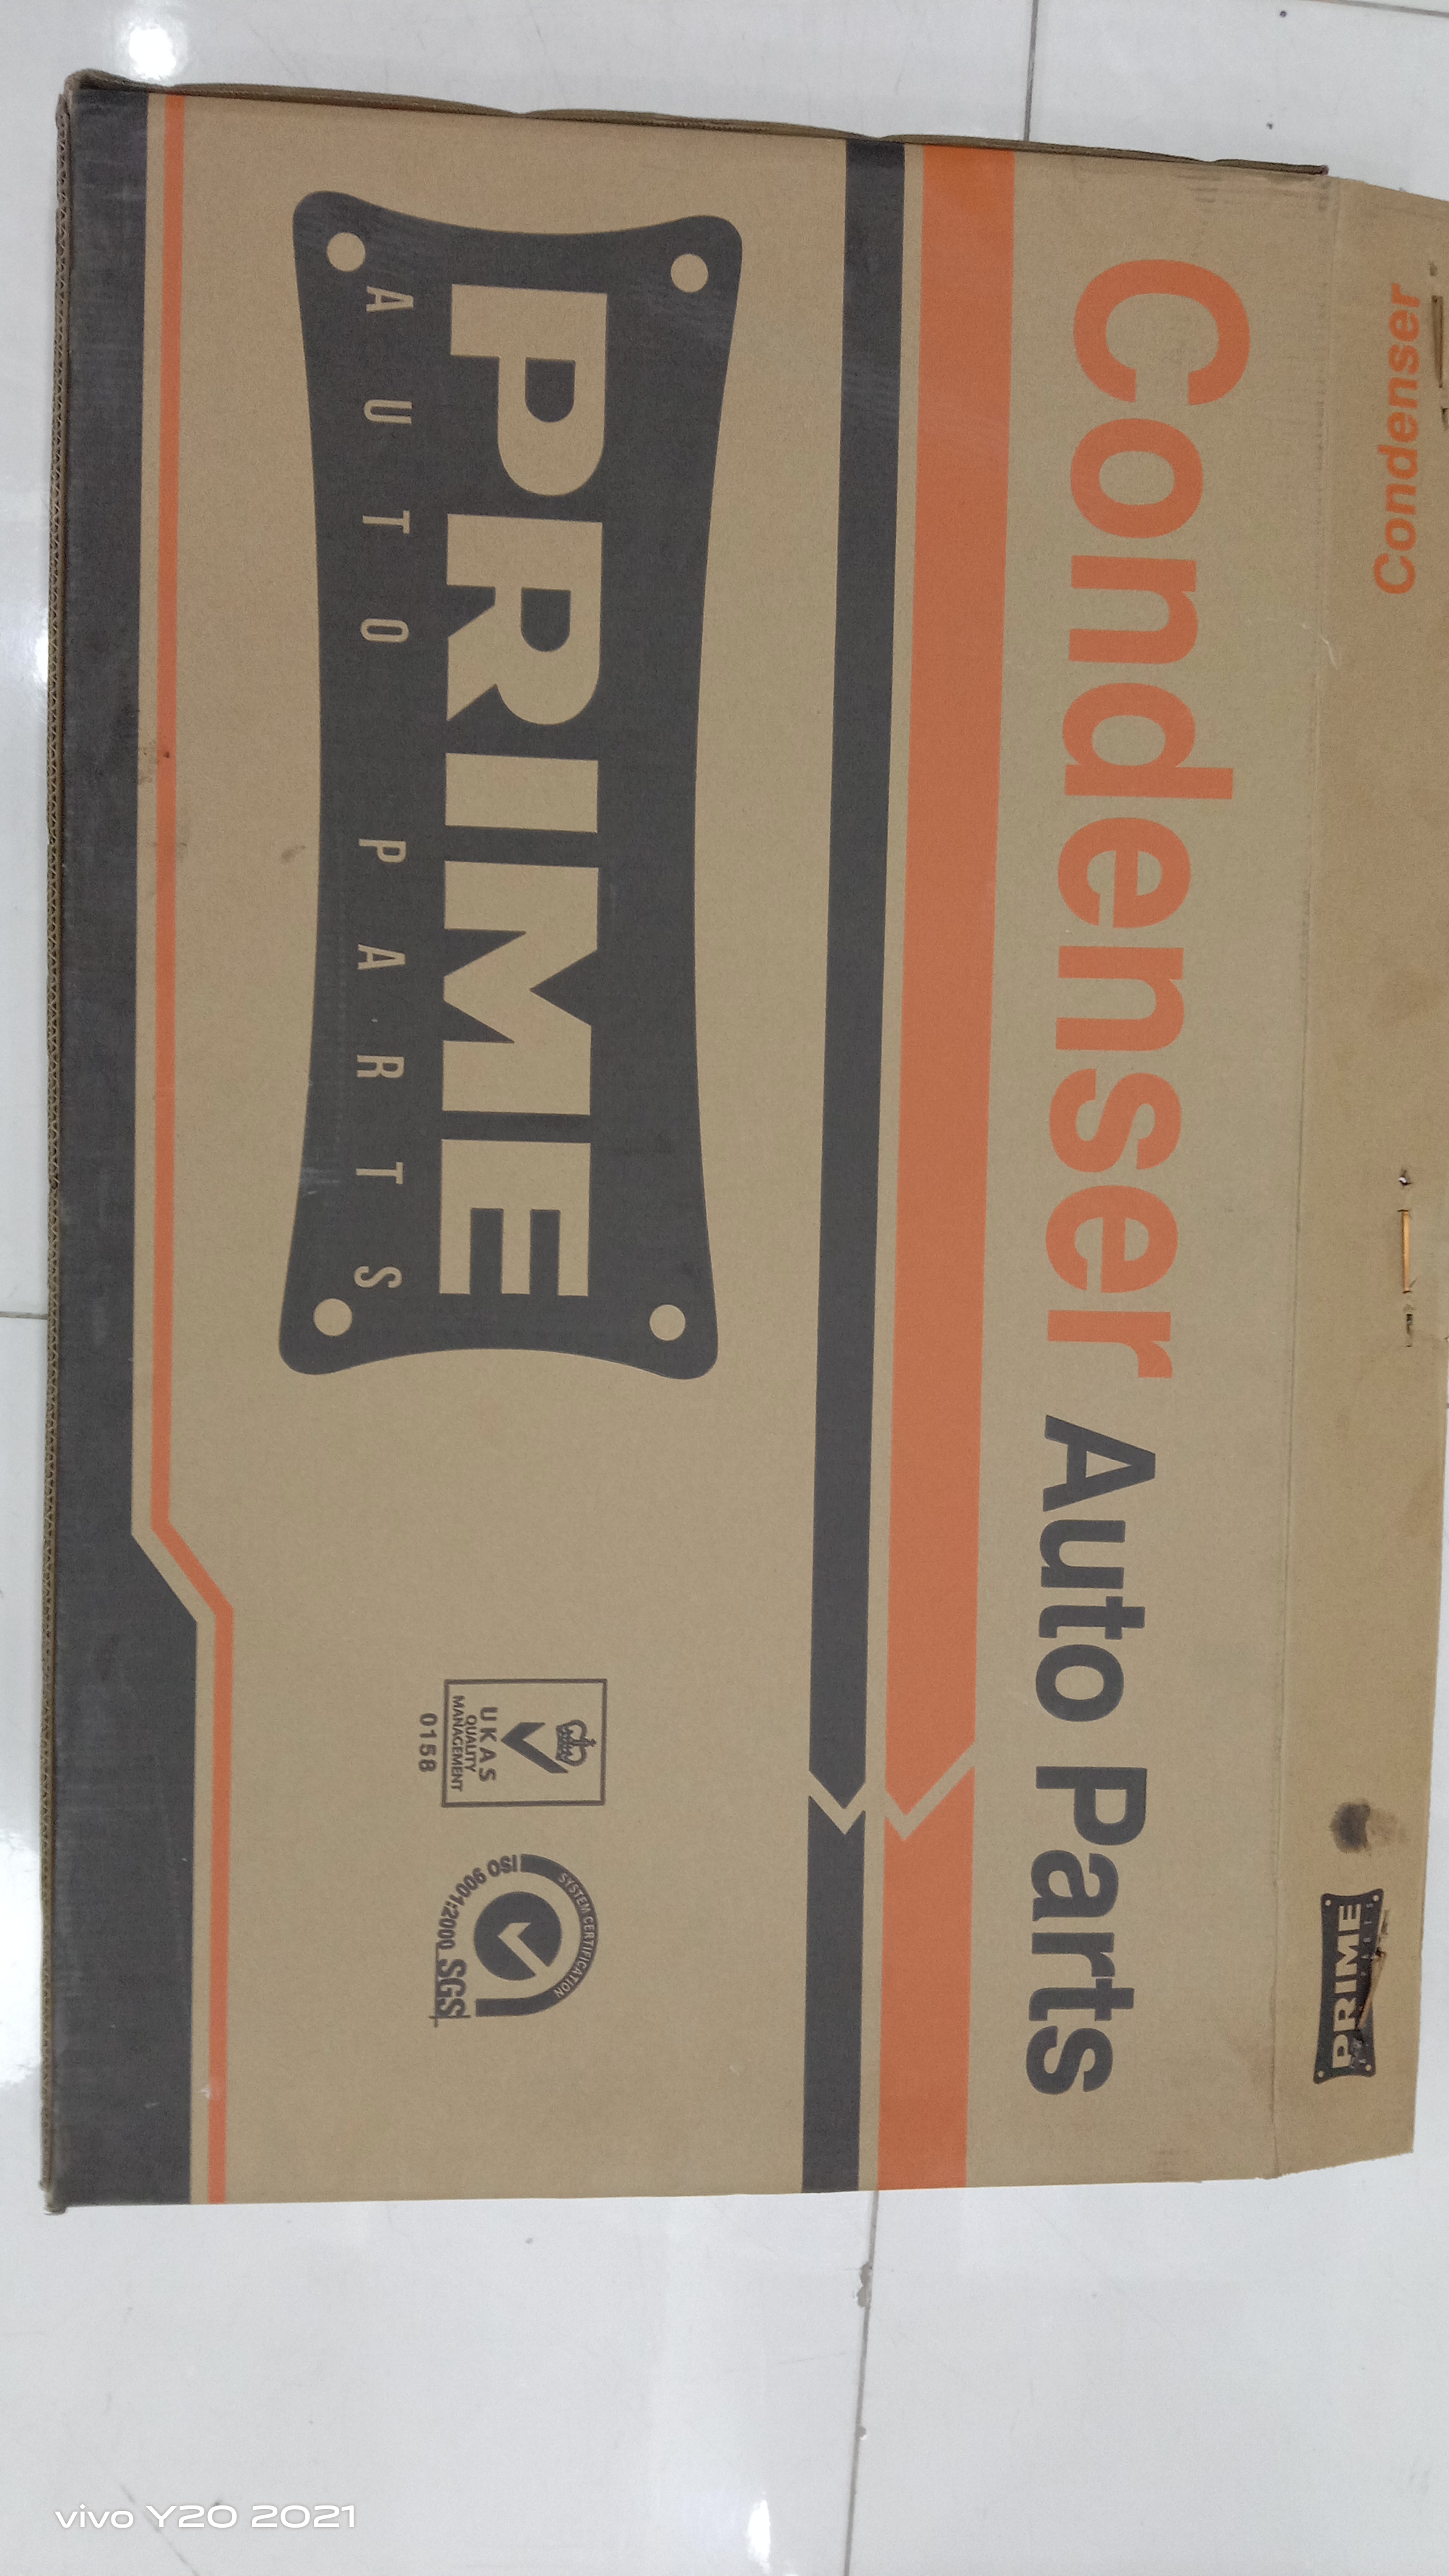 Condenser Auto Parts
PRIME
AUTO PARTS
UKAS
QUALITY
MANAGEMENT
0158
SYSTEM CERTIFICATION
ISO 9001:2000
SGS
Condenser
PRIME
vivo Y20 2021